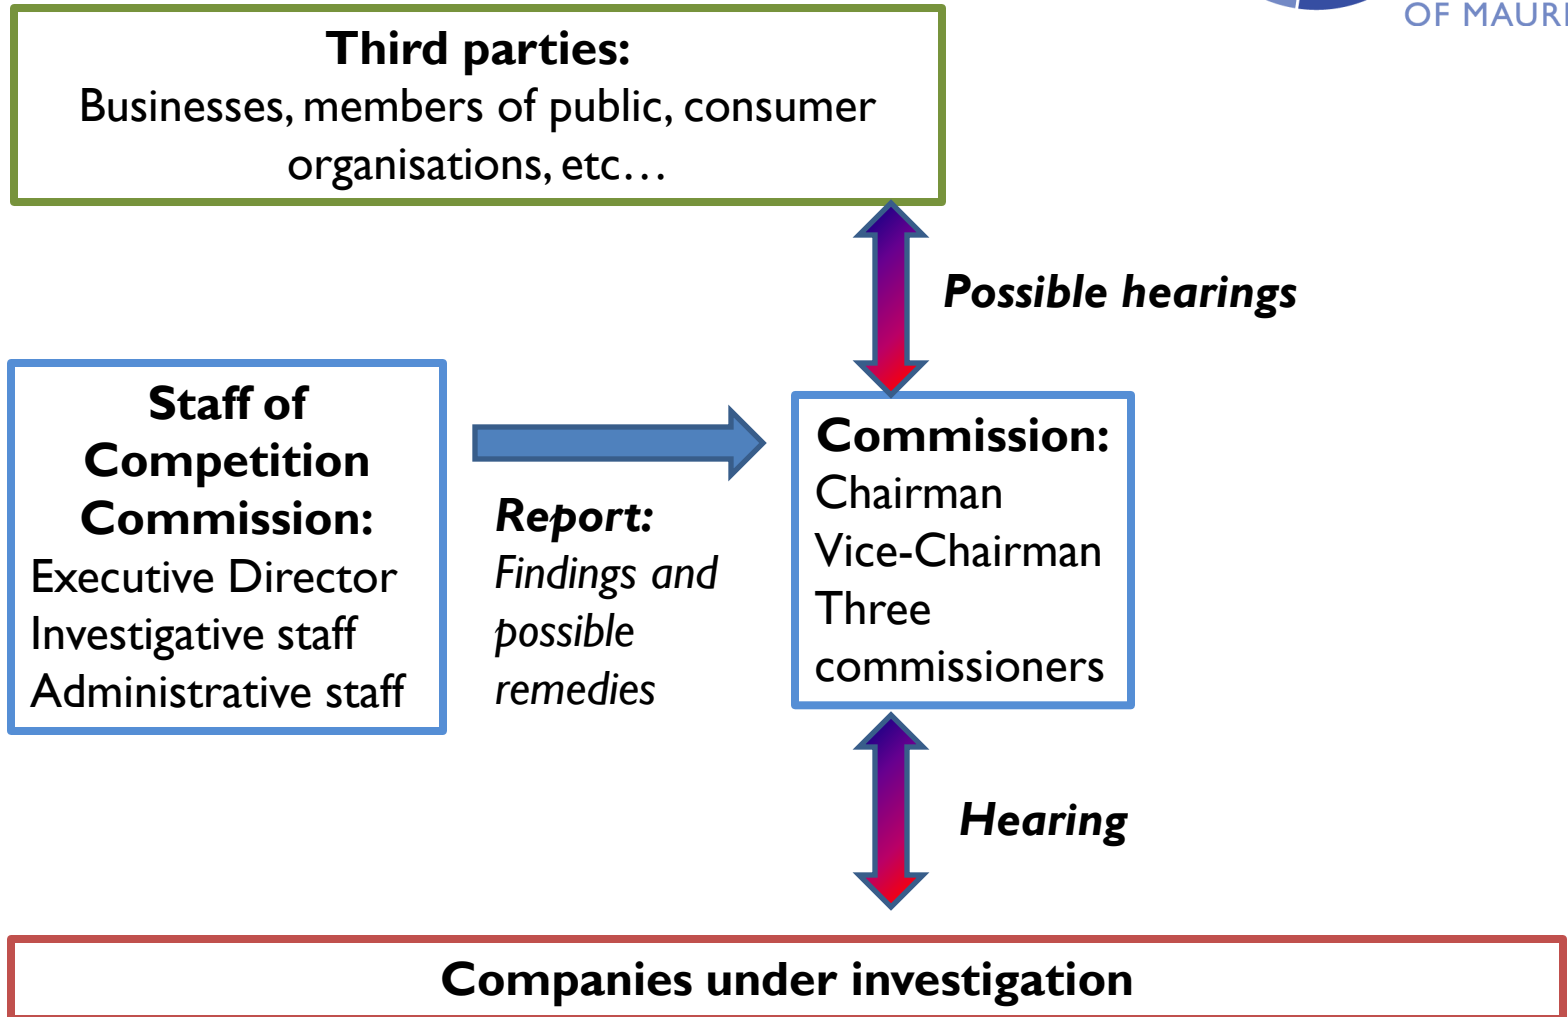 OF MAURI
Third parties:
Businesses, members of public, consumer
organisations, etc…
Possible hearings
Staff of
Competition
Commission:
Executive Director
Investigative staff
Administrative staff
Report:
Findings and
possible
remedies
Commission:
Chairman
Vice-Chairman
Three
commissioners
Hearing
Companies under investigation